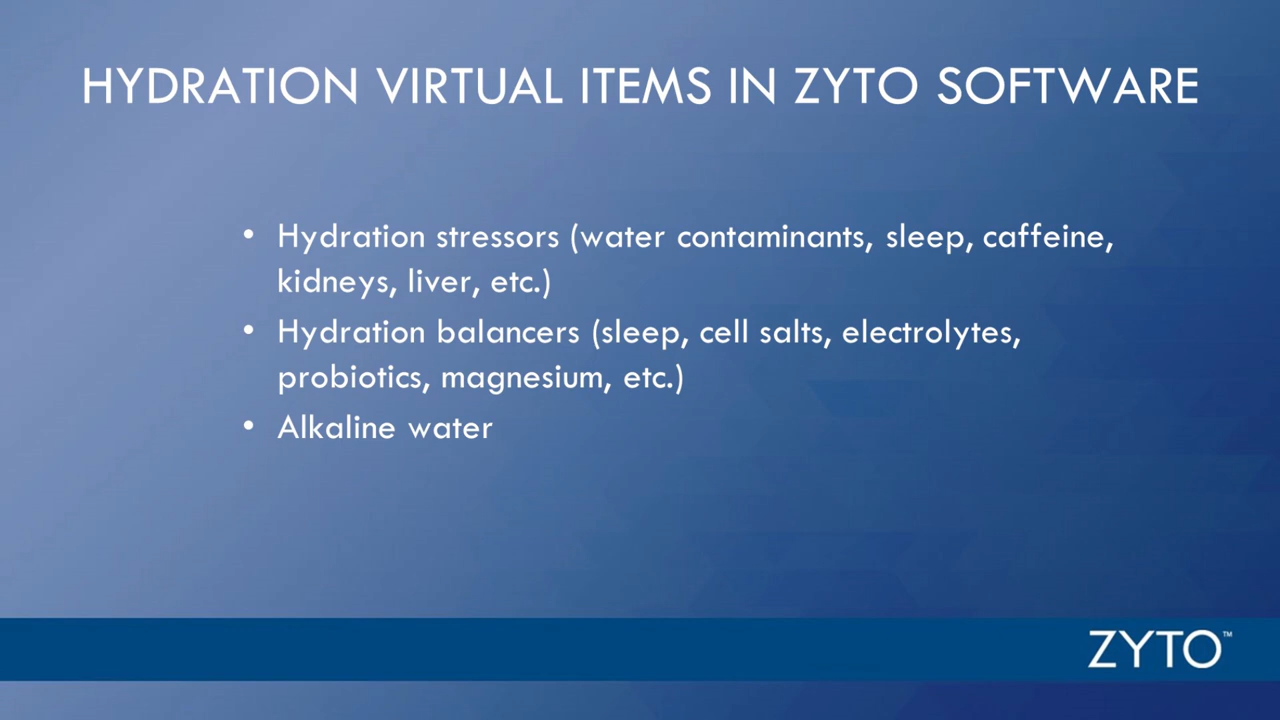 HYDRATION VIRTUAL ITEMS IN ZYTO SOFTWARE
• Hydration stressors (water contaminants, sleep, caffeine,
kidneys, liver, etc.)
• Hydration balancers (sleep, cell salts, electrolytes,
probiotics, magnesium, etc.)
• Alkaline water
ZYTO™